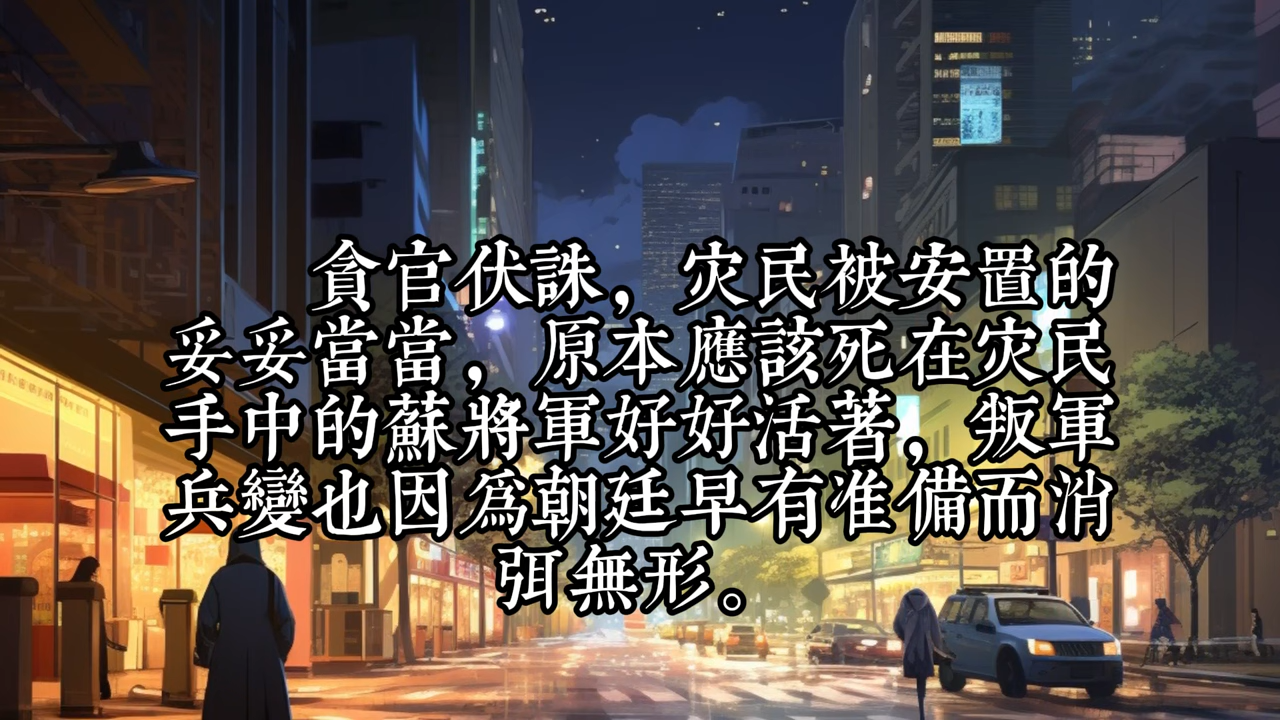 貪官伏誅，灾民被安置的
妥妥當當，原本應該死在灾民
手中的蘇將軍好好活著，叛軍
兵變也因爲朝廷早有准備而消
弭無形。